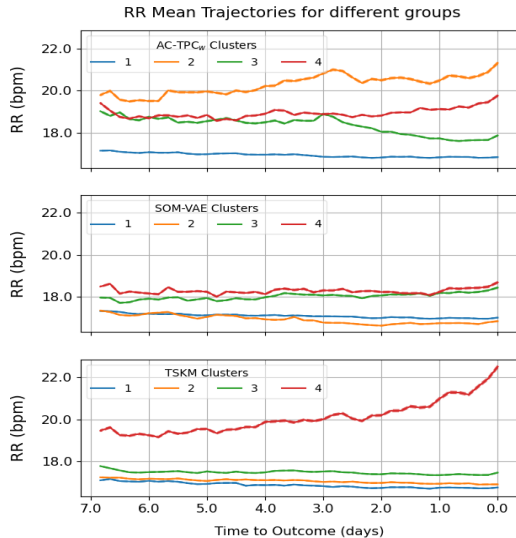 RR Mean Trajectories for different groups
AC-TPCw Clusters
1 2 3 4
22.0
20.0
18.0
RR (bpm)
SOM-VAE Clusters
1 2 3 4
22.0
20.0
18.0
RR (bpm)
TSKM Clusters
1 2 3 4
22.0
20.0
18.0
RR (bpm)
7.0 6.0 5.0 4.0 3.0 2.0 1.0 0.0
Time to Outcome (days)